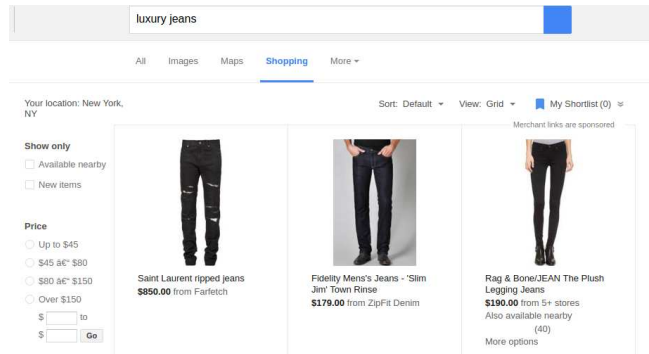 luxury jeans
All Images Maps Shopping More
Your location: New York,
NY
Sort: Default View: Grid My Shortlist (0)
Merchant links are sponsored
Show only
Available nearby
New items
Price
Up to $45
$45 – $80
$80 – $150
Over $150
$ to
$ Go
Saint Laurent ripped jeans
$850.00 from Farfetch
Fidelity Mens's Jeans - 'Slim
Jim' Town Rinse
$179.00 from ZipFit Denim
Rag & Bone/JEAN The Plush
Legging Jeans
$190.00 from 5+ stores
Also available nearby
(40)
More options